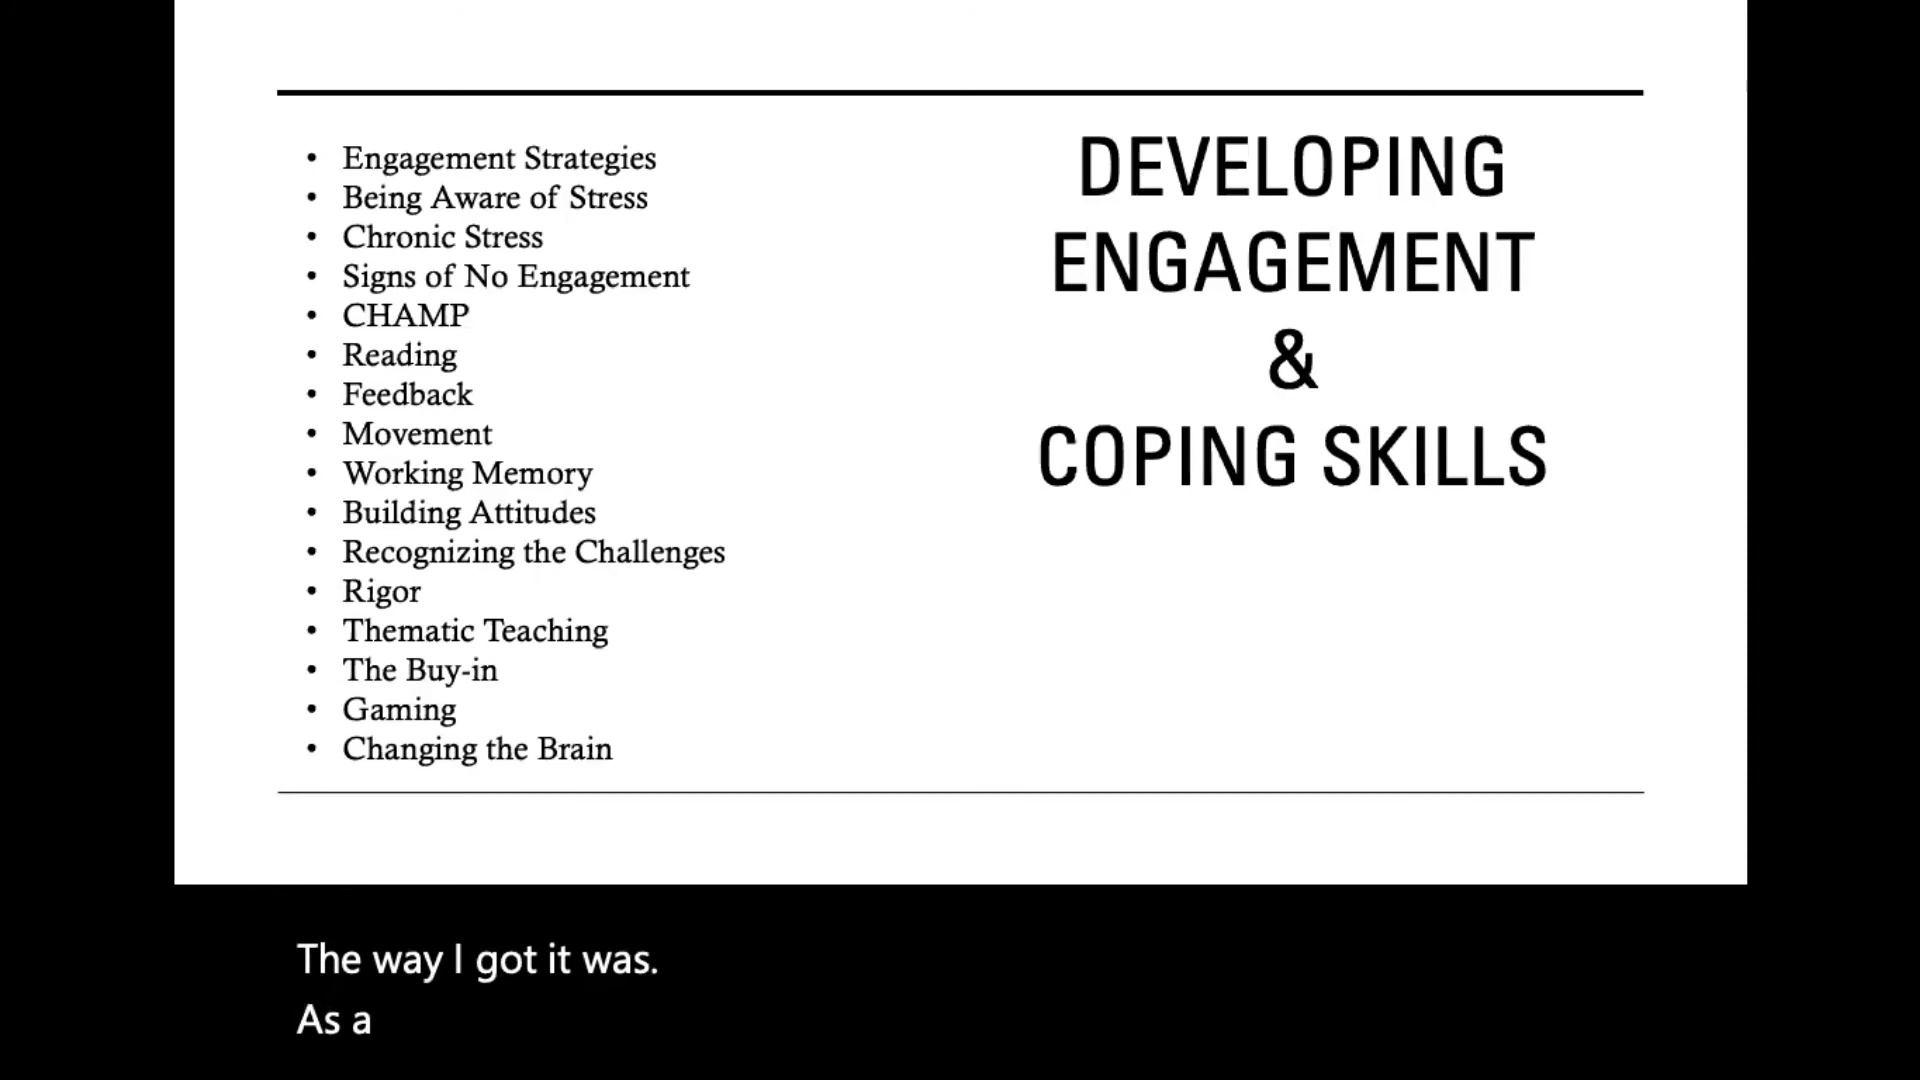 • Engagement Strategies
• Being Aware of Stress
• Chronic Stress
• Signs of No Engagement
• CHAMP
• Reading
• Feedback
• Movement
• Working Memory
• Building Attitudes
• Recognizing the Challenges
• Rigor
• Thematic Teaching
• The Buy-in
• Gaming
• Changing the Brain
DEVELOPING
ENGAGEMENT
&
COPING SKILLS
The way I got it was.
As a